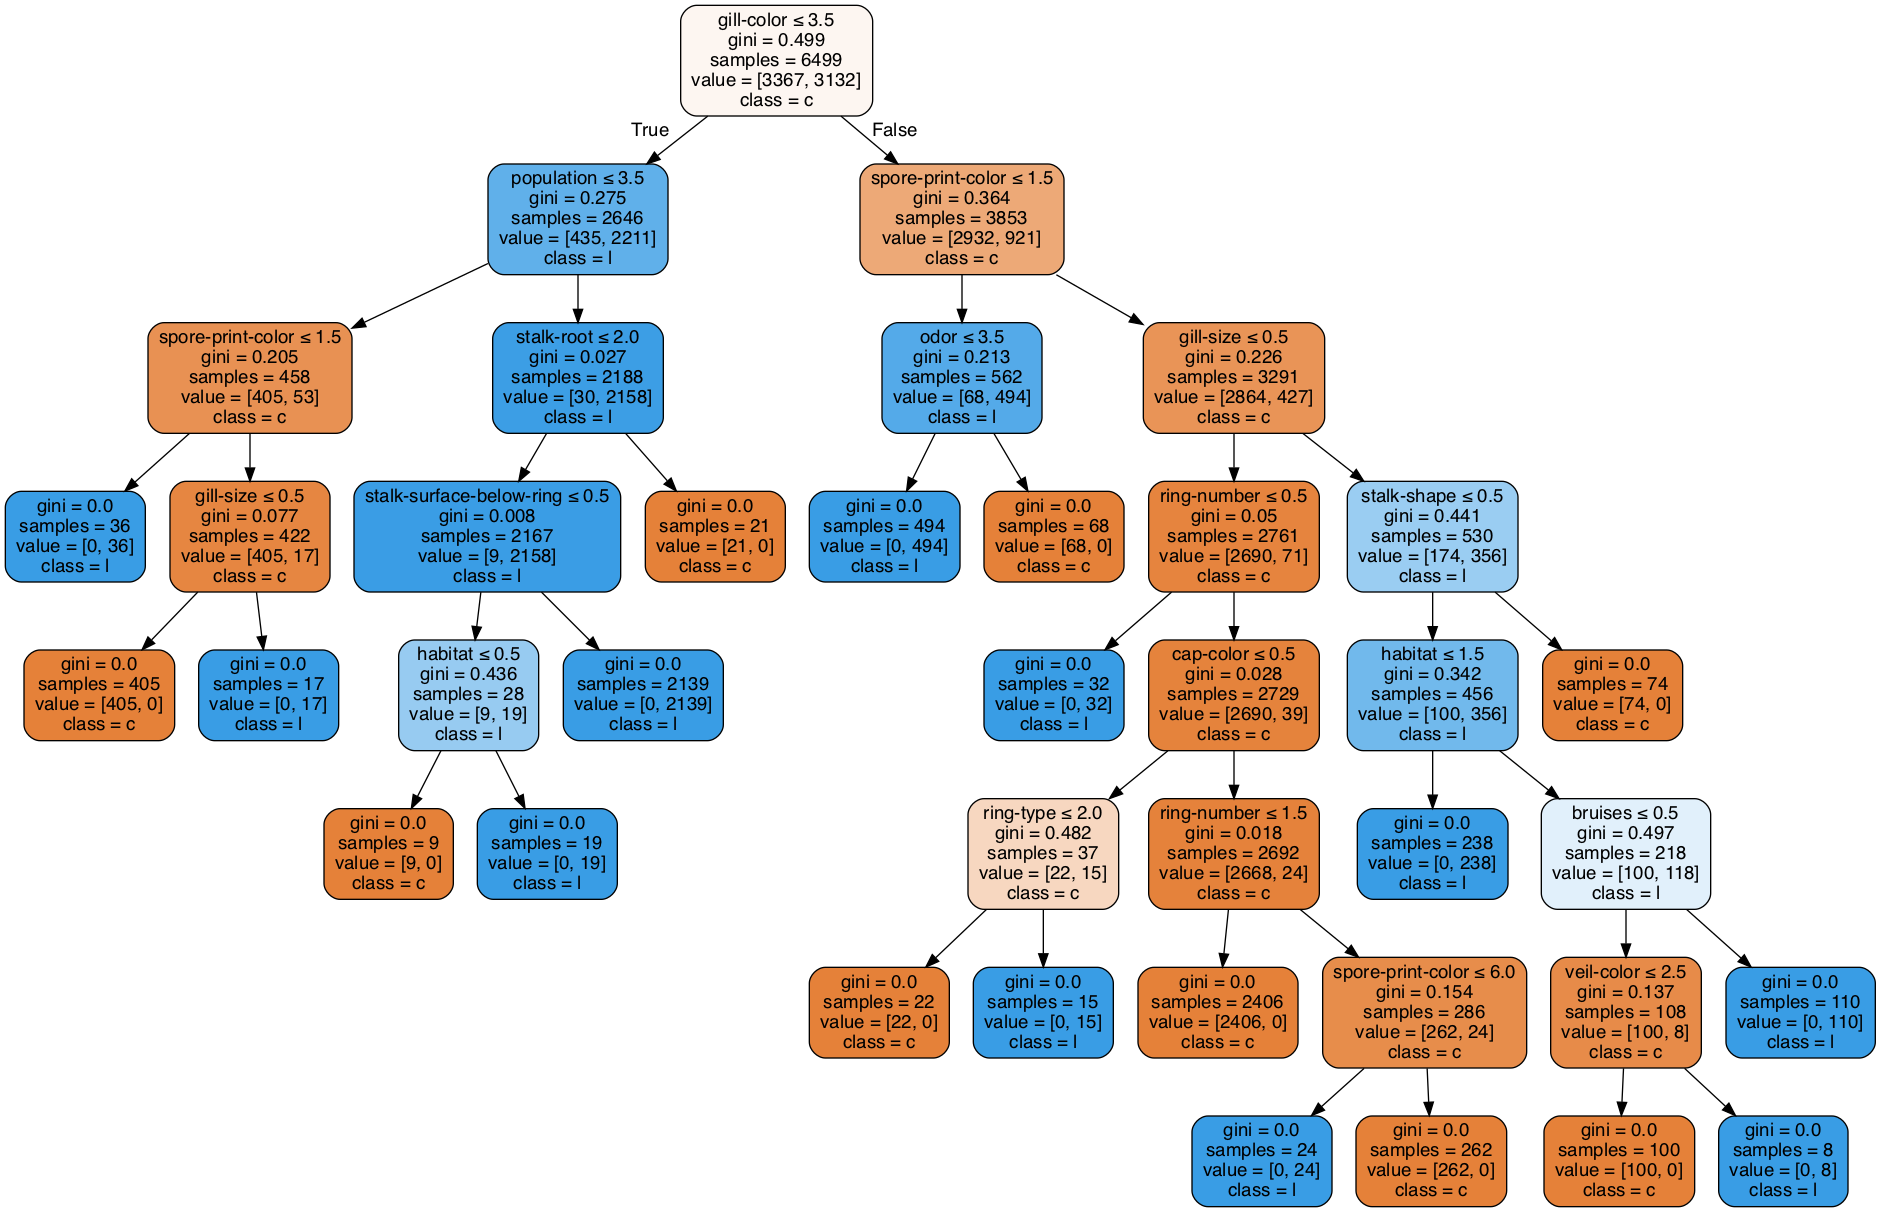 gill-color ≤ 3.5
gini = 0.499
samples = 6499
value = [3367, 3132]
class = c
True
False
population ≤ 3.5
gini = 0.275
samples = 2646
value = [435, 2211]
class = l
spore-print-color ≤ 1.5
gini = 0.364
samples = 3853
value = [2932, 921]
class = c
spore-print-color ≤ 1.5
gini = 0.205
samples = 458
value = [405, 53]
class = c
stalk-root ≤ 2.0
gini = 0.027
samples = 2188
value = [30, 2158]
class = l
odor ≤ 3.5
gini = 0.213
samples = 562
value = [68, 494]
class = l
gill-size ≤ 0.5
gini = 0.226
samples = 3291
value = [2864, 427]
class = c
gini = 0.0
samples = 36
value = [0, 36]
class = l
gill-size ≤ 0.5
gini = 0.077
samples = 422
value = [405, 17]
class = c
stalk-surface-below-ring ≤ 0.5
gini = 0.008
samples = 2167
value = [9, 2158]
class = l
gini = 0.0
samples = 21
value = [21, 0]
class = c
gini = 0.0
samples = 494
value = [0, 494]
class = l
gini = 0.0
samples = 68
value = [68, 0]
class = c
ring-number ≤ 0.5
gini = 0.05
samples = 2761
value = [2690, 71]
class = c
stalk-shape ≤ 0.5
gini = 0.441
samples = 530
value = [174, 356]
class = l
gini = 0.0
samples = 405
value = [405, 0]
class = c
gini = 0.0
samples = 17
value = [0, 17]
class = l
habitat ≤ 0.5
gini = 0.436
samples = 28
value = [9, 19]
class = l
gini = 0.0
samples = 2139
value = [0, 2139]
class = l
gini = 0.0
samples = 32
value = [0, 32]
class = l
cap-color ≤ 0.5
gini = 0.028
samples = 2729
value = [2690, 39]
class = c
habitat ≤ 1.5
gini = 0.342
samples = 456
value = [100, 356]
class = l
gini = 0.0
samples = 74
value = [74, 0]
class = c
gini = 0.0
samples = 9
value = [9, 0]
class = c
gini = 0.0
samples = 19
value = [0, 19]
class = l
ring-type ≤ 2.0
gini = 0.482
samples = 37
value = [22, 15]
class = c
ring-number ≤ 1.5
gini = 0.018
samples = 2692
value = [2668, 24]
class = c
gini = 0.0
samples = 238
value = [0, 238]
class = l
bruises ≤ 0.5
gini = 0.497
samples = 218
value = [100, 118]
class = l
gini = 0.0
samples = 22
value = [22, 0]
class = c
gini = 0.0
samples = 15
value = [0, 15]
class = l
gini = 0.0
samples = 2406
value = [2406, 0]
class = c
spore-print-color ≤ 6.0
gini = 0.154
samples = 286
value = [262, 24]
class = c
veil-color ≤ 2.5
gini = 0.137
samples = 108
value = [100, 8]
class = c
gini = 0.0
samples = 110
value = [0, 110]
class = l
gini = 0.0
samples = 24
value = [0, 24]
class = l
gini = 0.0
samples = 262
value = [262, 0]
class = c
gini = 0.0
samples = 100
value = [100, 0]
class = c
gini = 0.0
samples = 8
value = [0, 8]
class = l